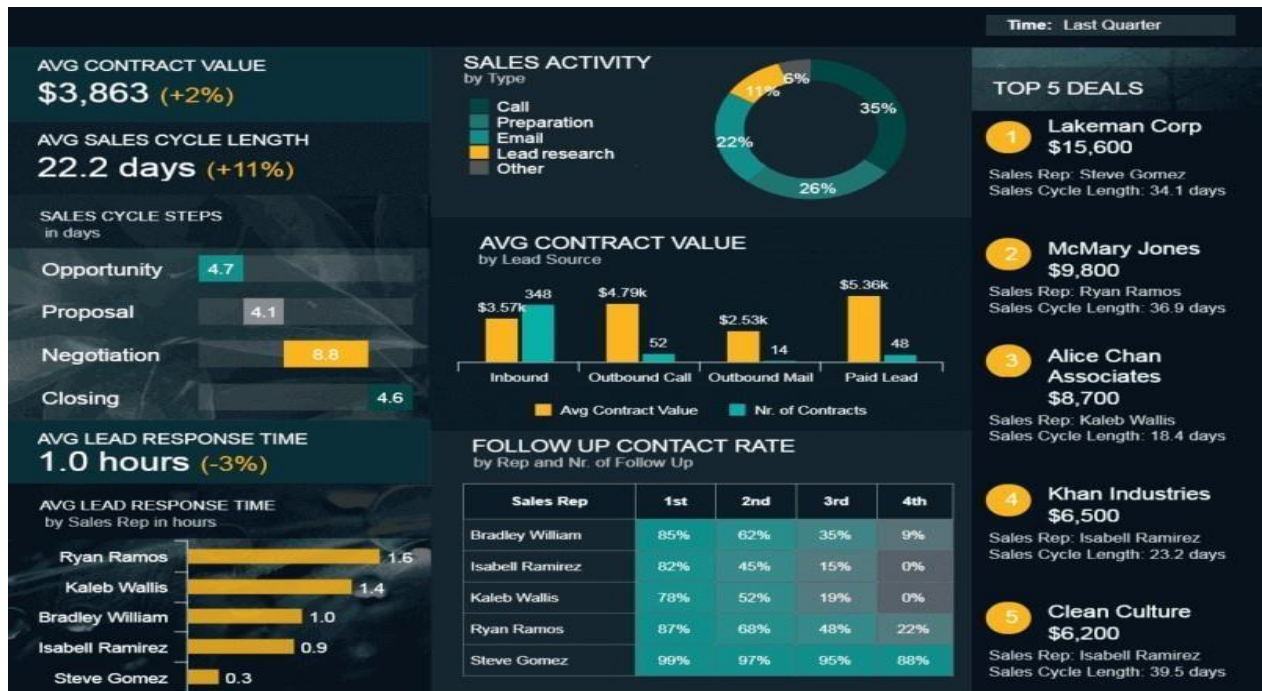 Time: Last Quarter
AVG CONTRACT VALUE
$3,863 (+2%)
AVG SALES CYCLE LENGTH
22.2 days (+11%)
SALES CYCLE STEPS
in days
Opportunity 4.7
Proposal 4.1
Negotiation 8.8
Closing 4.6
AVG LEAD RESPONSE TIME
1.0 hours (-3%)
AVG LEAD RESPONSE TIME
by Sales Rep in hours
Ryan Ramos 1.6
Kaleb Wallis 1.4
Bradley William 1.0
Isabell Ramirez 0.9
Steve Gomez 0.3
SALES ACTIVITY
by Type
Call
Preparation
Email
Lead research
Other
6%
11%
35%
22%
26%
AVG CONTRACT VALUE
by Lead Source
$3.57k 348 $4.79k 52 $2.53k 14 $5.36k 48
Inbound Outbound Call Outbound Mail Paid Lead
Avg Contract Value Nr. of Contracts
FOLLOW UP CONTACT RATE
by Rep and Nr. of Follow Up
Sales Rep 1st 2nd 3rd 4th
Bradley William 85% 62% 35% 9%
Isabell Ramirez 82% 45% 15% 0%
Kaleb Wallis 78% 52% 19% 0%
Ryan Ramos 87% 68% 48% 22%
Steve Gomez 99% 97% 95% 88%
TOP 5 DEALS
1 Lakeman Corp
$15,600
Sales Rep: Steve Gomez
Sales Cycle Length: 34.1 days
2 McMary Jones
$9,800
Sales Rep: Ryan Ramos
Sales Cycle Length: 36.9 days
3 Alice Chan
Associates
$8,700
Sales Rep: Kaleb Wallis
Sales Cycle Length: 18.4 days
4 Khan Industries
$6,500
Sales Rep: Isabell Ramirez
Sales Cycle Length: 23.2 days
5 Clean Culture
$6,200
Sales Rep: Isabell Ramirez
Sales Cycle Length: 39.5 days